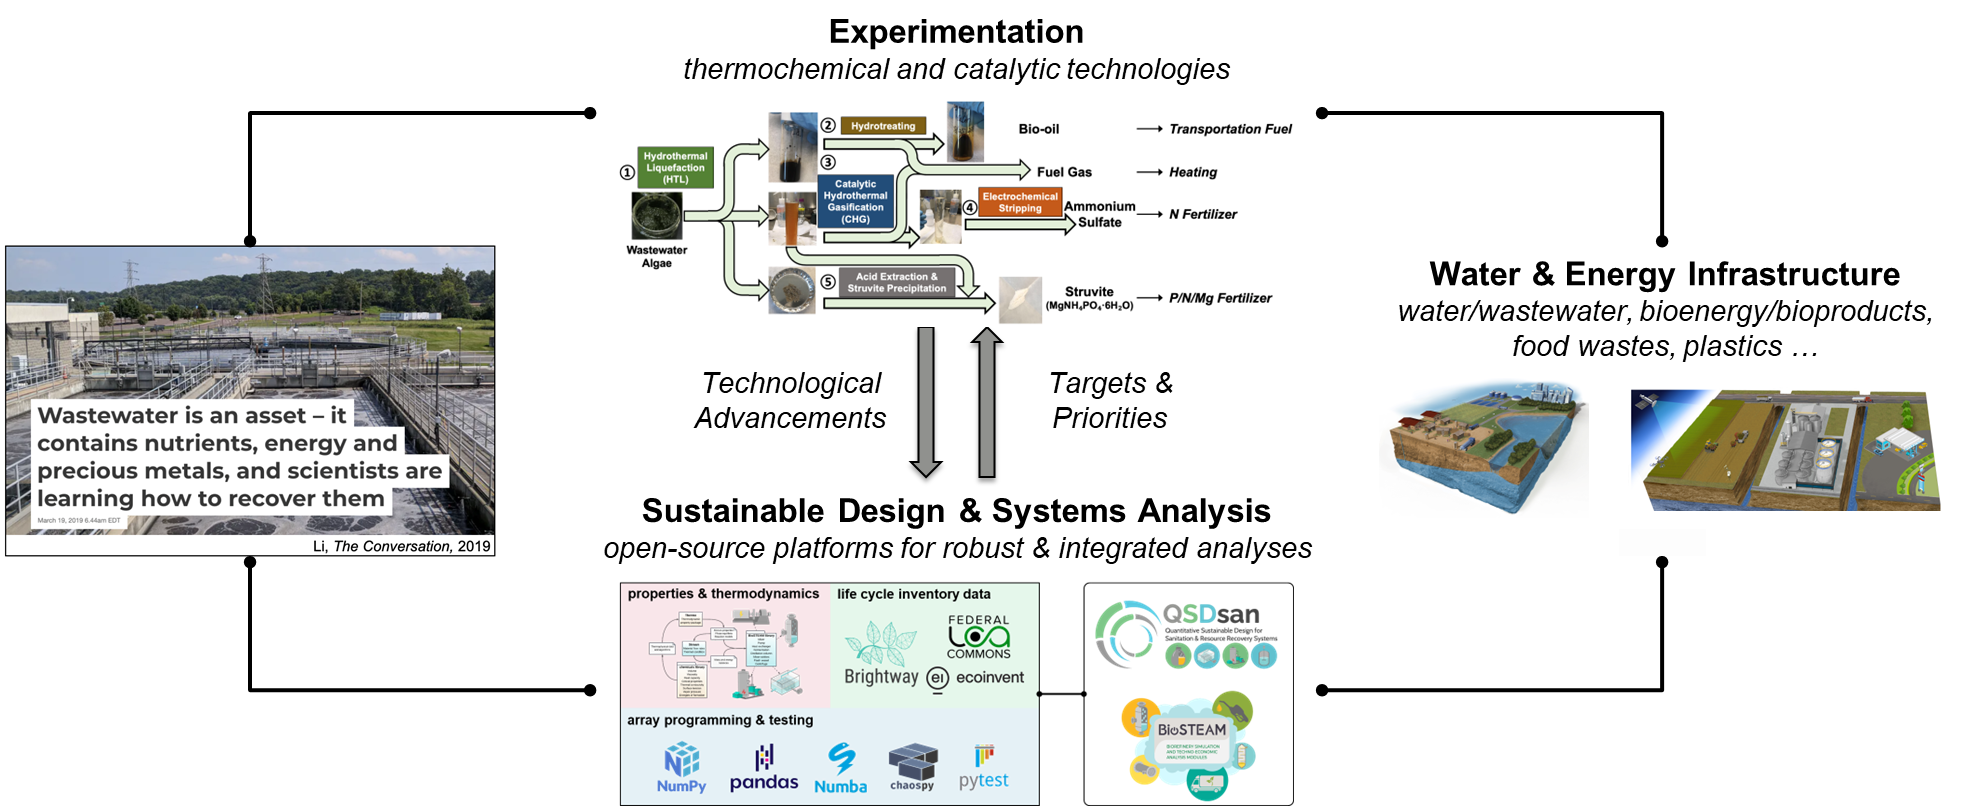 Experimentation
thermochemical and catalytic technologies
① Hydrothermal
Liquefaction
(HTL)
Wastewater
Algae
② Hydrotreating
Bio-oil
Transportation Fuel
③
Catalytic
Hydrothermal
Gasification
(CHG)
Fuel Gas
Heating
④ Electrochemical
Stripping
Ammonium
Sulfate
N Fertilizer
⑤ Acid Extraction &
Struvite Precipitation
Struvite
(MgNH₄PO₄·6H₂O)
P/N/Mg Fertilizer
Wastewater is an asset – it
contains nutrients, energy and
precious metals, and scientists are
learning how to recover them
March 19, 2019 6.44am EDT
Li, The Conversation, 2019
Technological
Advancements
Targets &
Priorities
Water & Energy Infrastructure
water/wastewater, bioenergy/bioproducts,
food wastes, plastics …
Sustainable Design & Systems Analysis
open-source platforms for robust & integrated analyses
properties & thermodynamics
life cycle inventory data
Brightway
FEDERAL
LCA
COMMONS
ei ecoinvent
array programming & testing
NumPy
pandas
Numba
chaospy
pytest
QSDsan
Quantitative Sustainable Design for
Sanitation & Resource Recovery Systems
BioSTEAM
BIOREFINERY SIMULATION
AND TECHNO-ECONOMIC
ANALYSIS MODULES